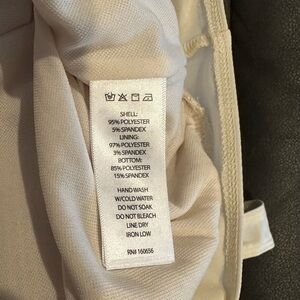 SHELL:
95% POLYESTER
5% SPANDEX
LINING:
97% POLYESTER
3% SPANDEX
BOTTOM:
85% POLYESTER
15% SPANDEX
HAND WASH
W/COLD WATER
DO NOT SOAK
DO NOT BLEACH
LINE DRY
IRON LOW
RN# 160656